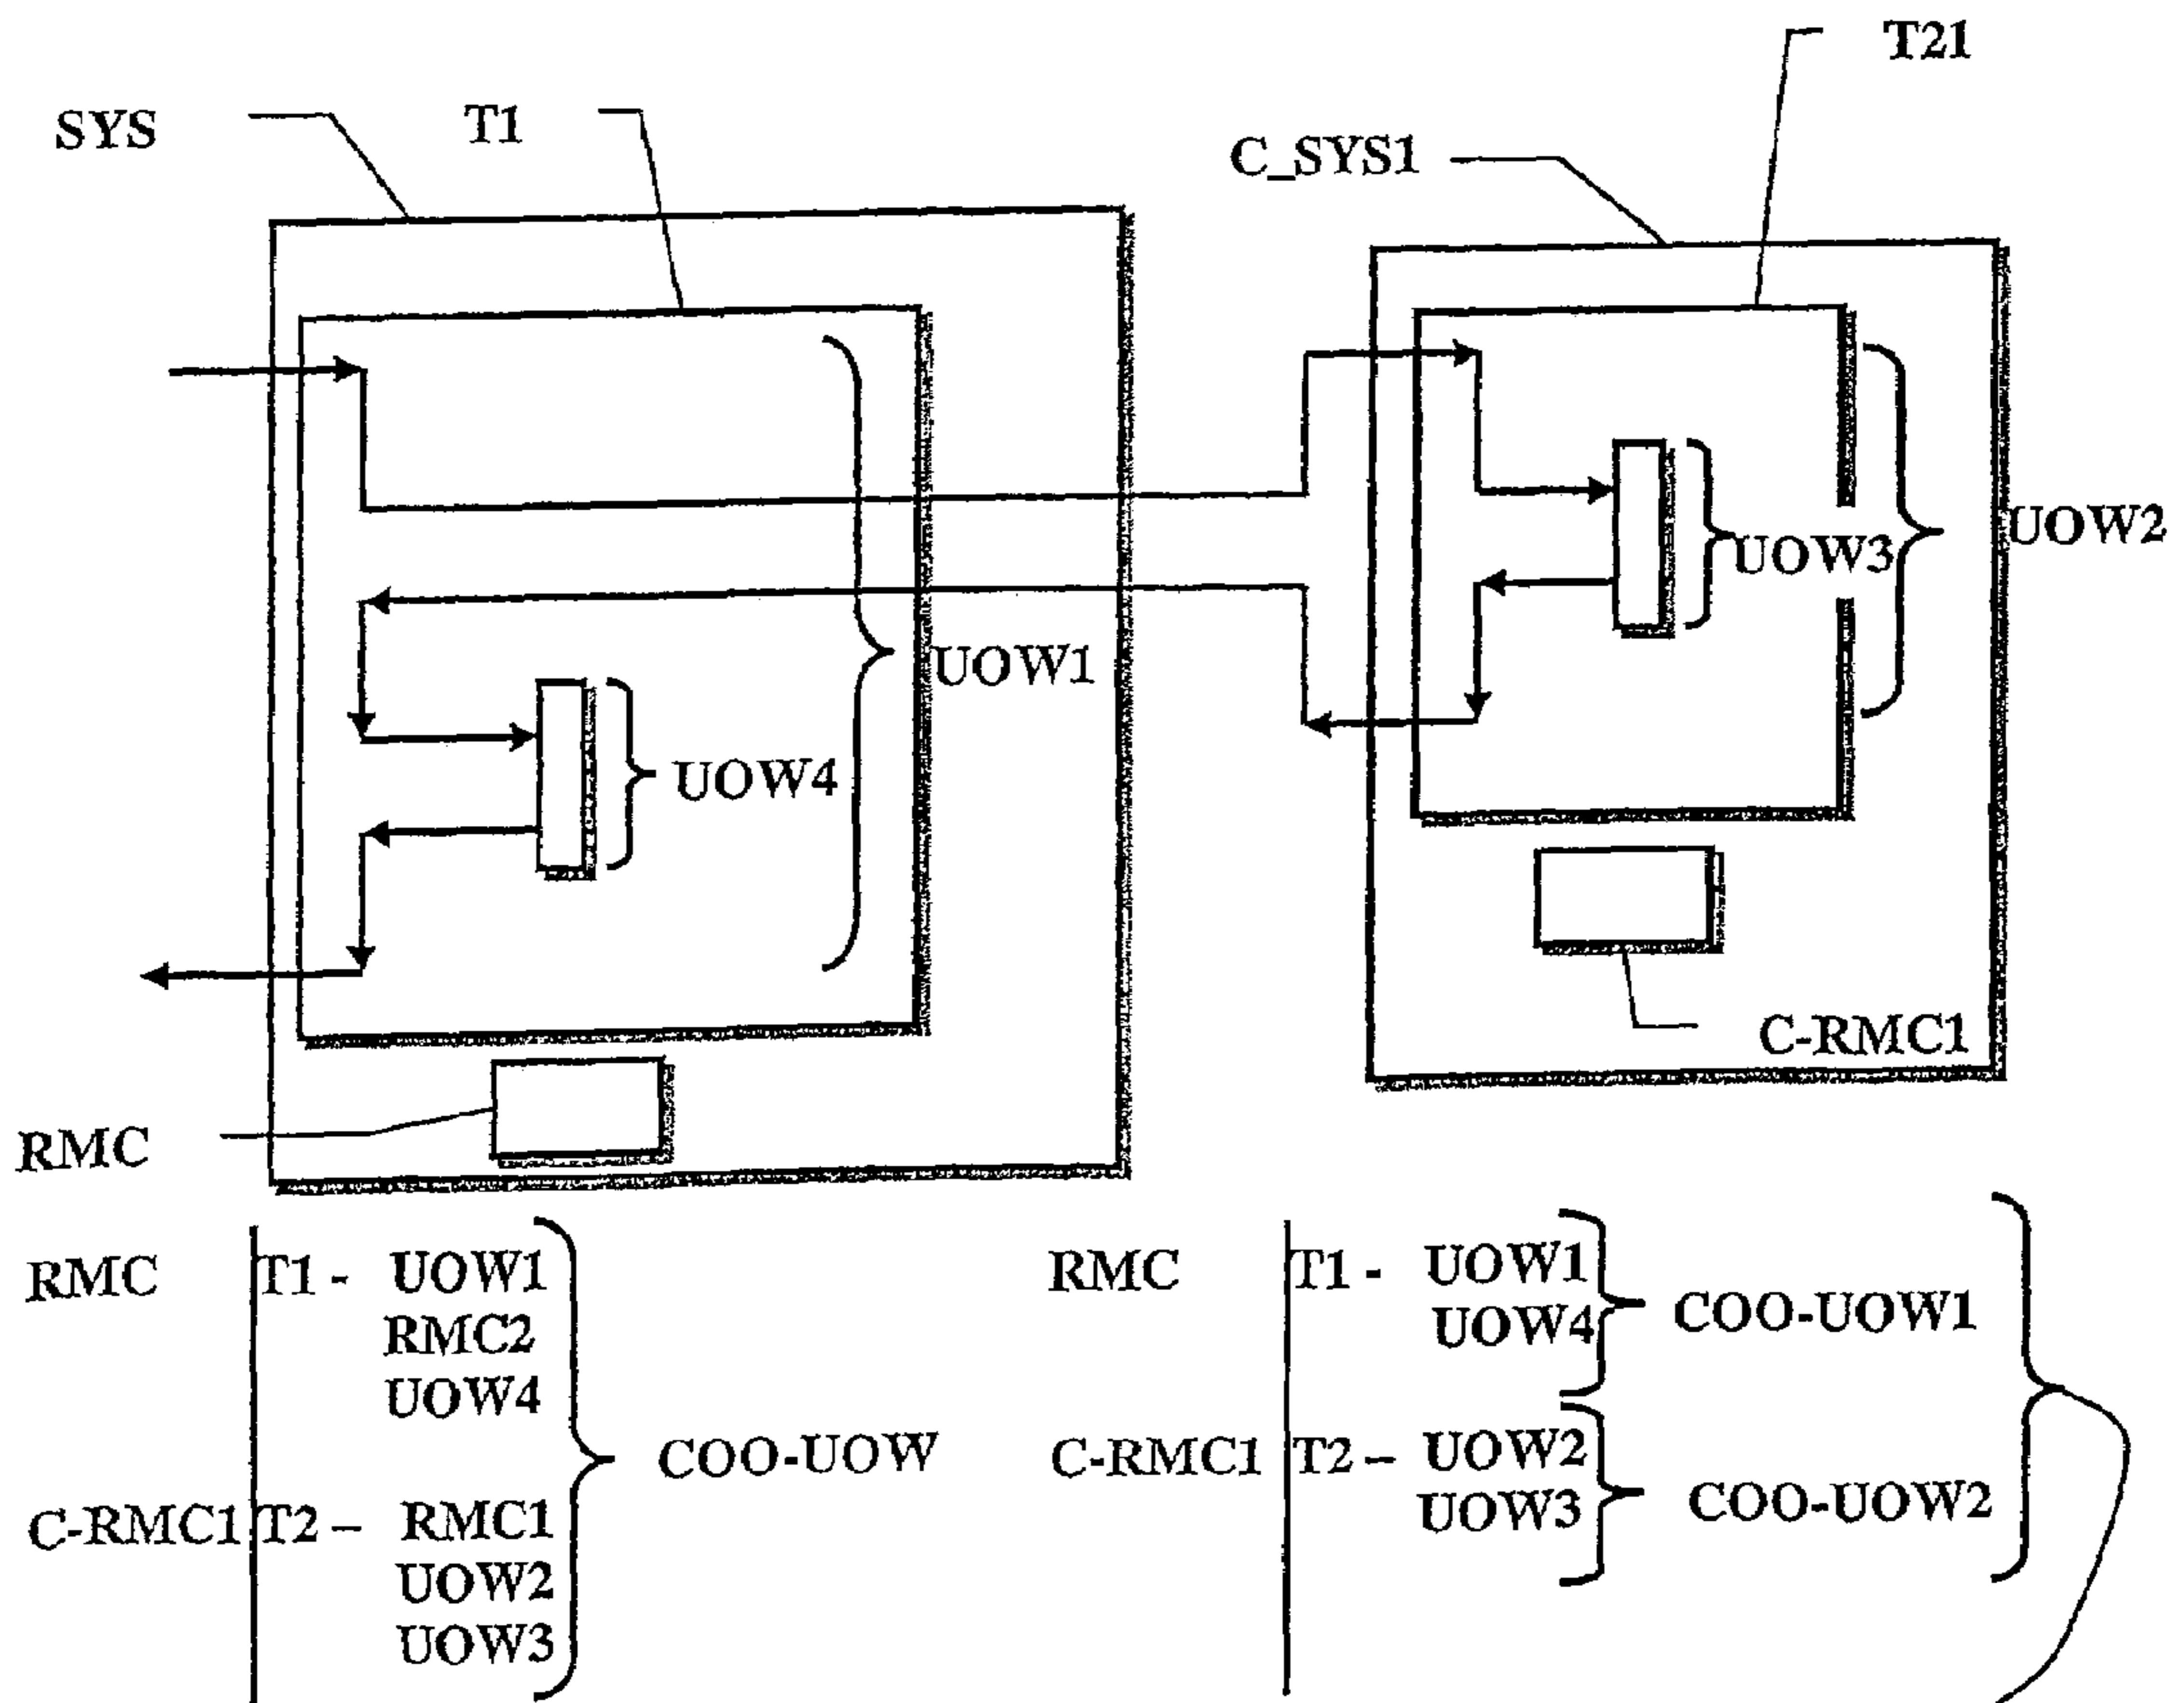 T21
SYS
T1
C_SYS1
UOW2
UOW3
UOW1
UOW4
C-RMC1
RMC
RMC T1 - UOW1
RMC2
UOW4
COO-UOW
C-RMC1 T2 – RMC1
UOW2
UOW3
RMC T1 - UOW1
UOW4
COO-UOW1
C-RMC1 T2 – UOW2
UOW3
COO-UOW2